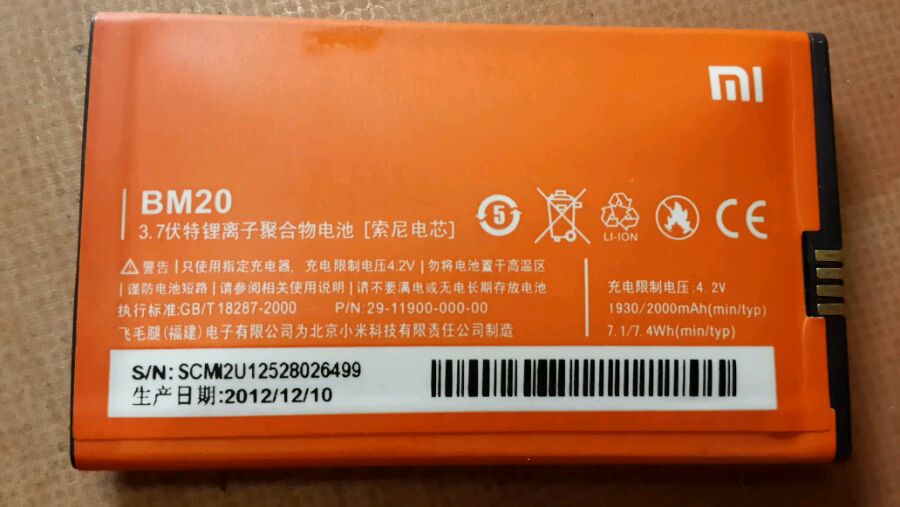 MI
BM20
3.7伏特锂离子聚合物电池 [索尼电芯]
5
LI-ION
CE
警告 | 只使用指定充电器，充电限制电压4.2V | 勿将电池置于高温区
| 谨防电池短路 | 请参阅相关使用说明 | 请不要满电或无电长期存放电池
执行标准:GB/T 18287-2000 P/N:29-11900-000-00
飞毛腿(福建)电子有限公司为北京小米科技有限责任公司制造
充电限制电压:4.2V
1930/2000mAh(min/typ)
7.1/7.4Wh(min/typ)
S/N: SCMI2U12528026499
生产日期:2012/12/10